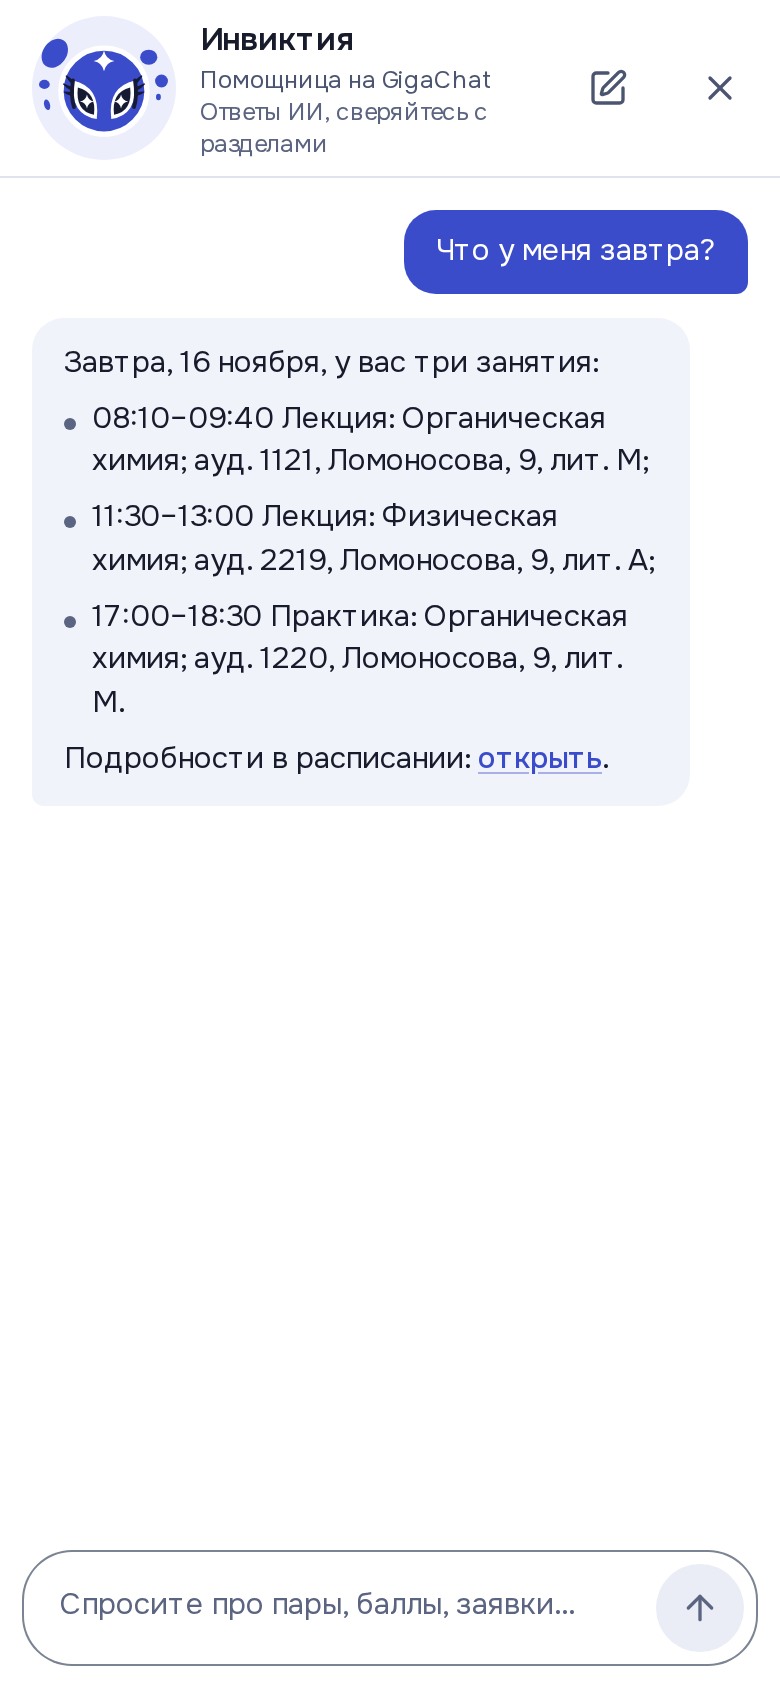 Инвиктия
Помощница на GigaChat
Ответы ИИ, сверяйтесь с
разделами
Что у меня завтра?
Завтра, 16 ноября, у вас три занятия:
08:10–09:40 Лекция: Органическая
химия; ауд. 1121, Ломоносова, 9, лит. М;
11:30–13:00 Лекция: Физическая
химия; ауд. 2219, Ломоносова, 9, лит. А;
17:00–18:30 Практика: Органическая
химия; ауд. 1220, Ломоносова, 9, лит.
М.
Подробности в расписании: открыть.
Спросите про пары, баллы, заявки...